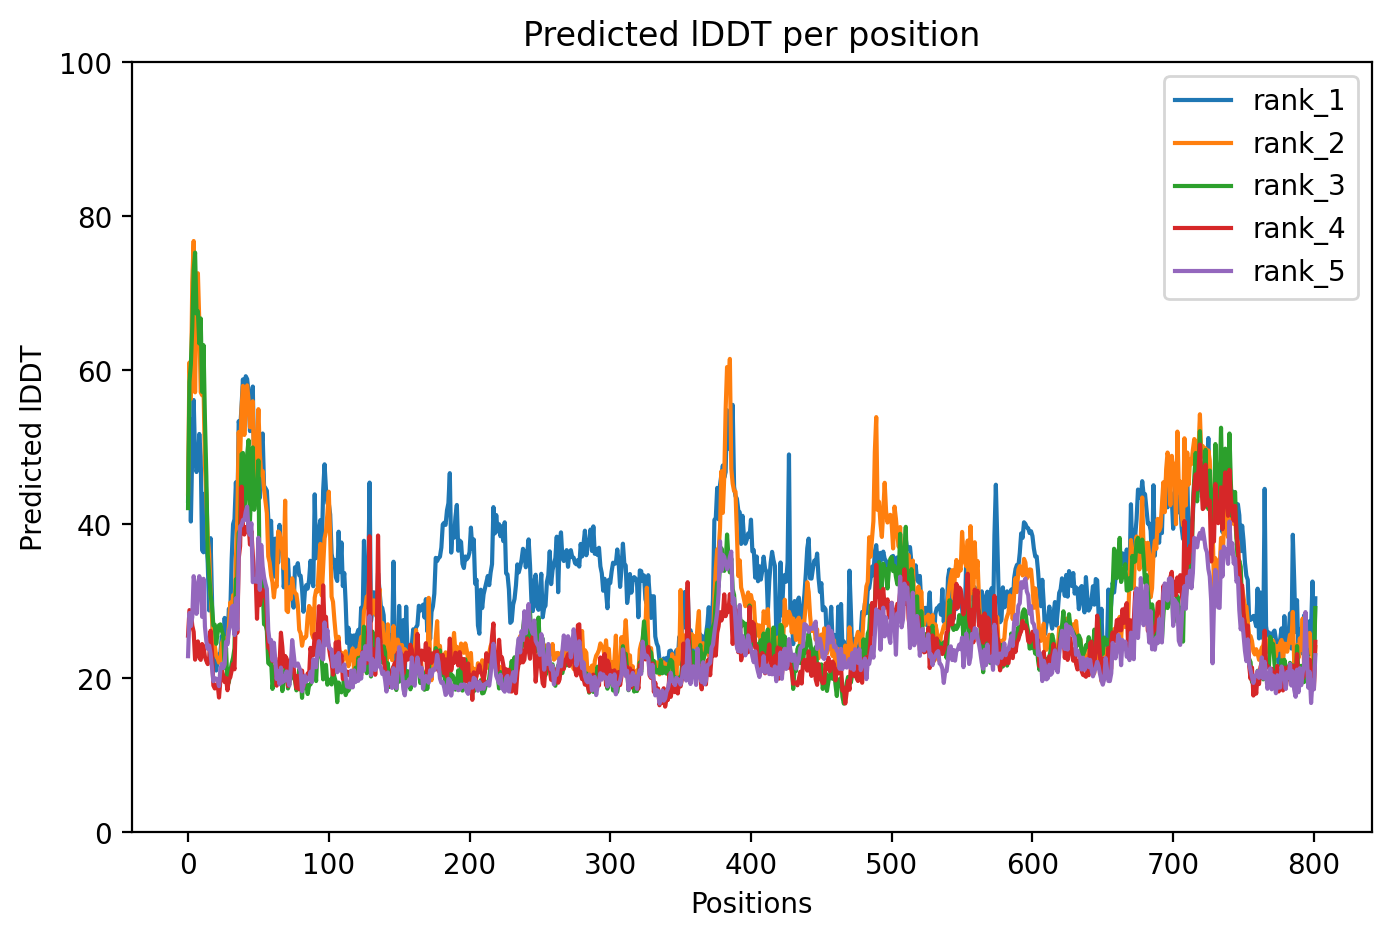 Predicted lDDT per position
100
80
60
40
20
0
Predicted lDDT
0 100 200 300 400 500 600 700 800
Positions
rank_1
rank_2
rank_3
rank_4
rank_5